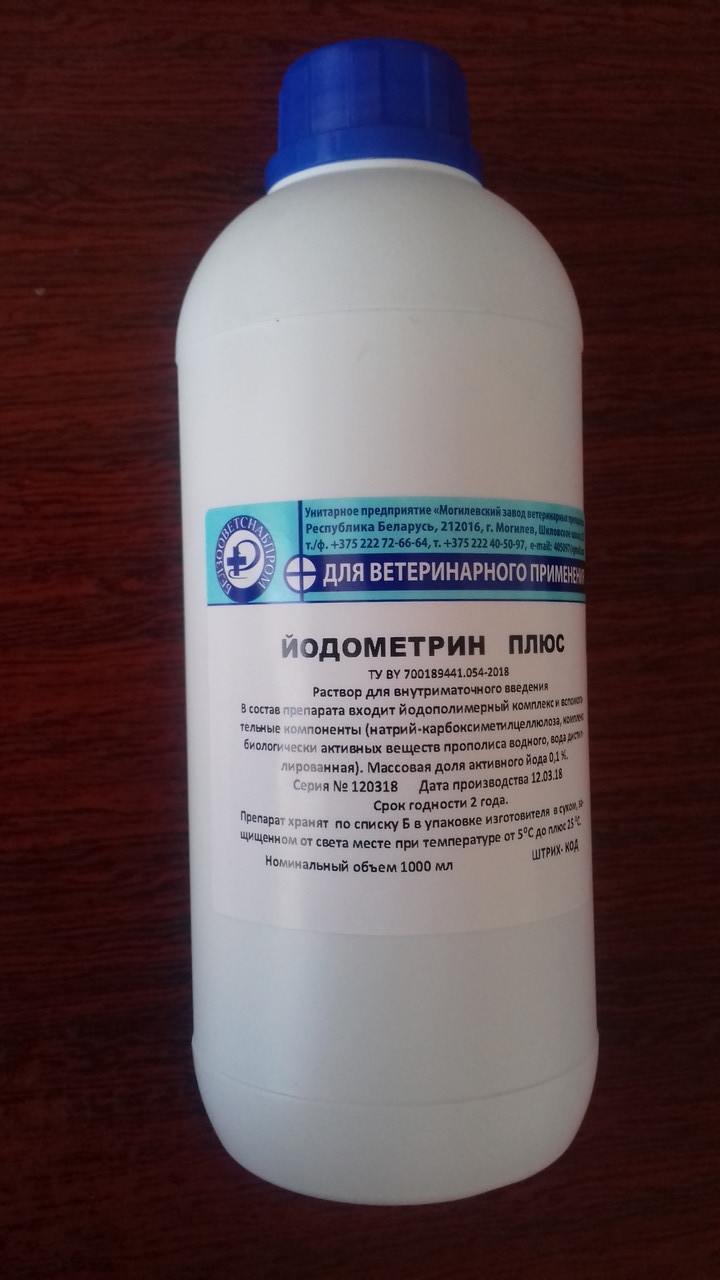 БЕЛЗООВЕТСНАБПРОМ
Унитарное предприятие «Могилевский завод ветеринарных
Республика Беларусь, 212016, г. Могилев, Шкловское
т./ф. +375 222 72-66-64, т. +375 222 40-50-97, e-mail:
ДЛЯ ВЕТЕРИНАРНОГО ПРИМЕНЕНИЯ
ЙОДОМЕТРИН ПЛЮС
ТУ BY 700189441.054-2018
Раствор для внутриматочного введения
В состав препарата входит йодополимерный комплекс и вспомога-
тельные компоненты (натрий-карбоксиметилцеллюлоза, комплекс
биологически активных веществ прополиса водного, вода дистил-
лированная). Массовая доля активного йода 0,1 %.
Серия № 120318 Дата производства 12.03.18
Срок годности 2 года.
Препарат хранят по списку Б в упаковке изготовителя в сухом, за-
щищенном от света месте при температуре от 5°С до плюс 25 °С.
Номинальный объем 1000 мл
ШТРИХ- КОД